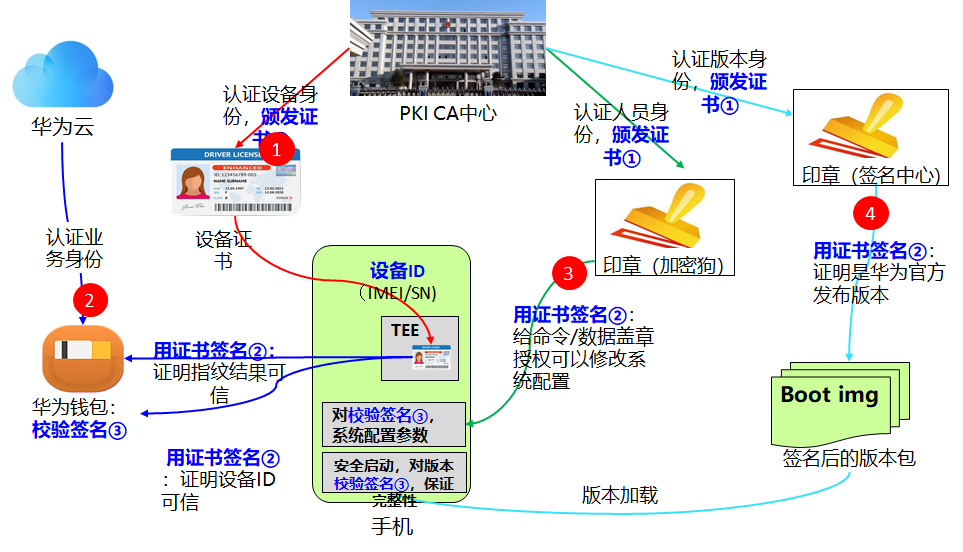 PKI CA中心
华为云
认证设备身
份，颁发证
书①
1
认证人员身
份，颁发证
书①
认证版本身
份，颁发证
书①
DRIVER LICENSE
ENHANCED
ID: 123456789-005
NAME SURNAME
设备证
书
印章（签名中心）
4
用证书签名②：
证明是华为官方
发布版本
印章（加密狗）
3
用证书签名②：
给命令/数据盖章
授权可以修改系
统配置
认证业
务身份
2
华为钱包：
校验签名③
设备ID
（IMEI/SN)
TEE
用证书签名②：
证明指纹结果可
信
用证书签名②
：证明设备ID
可信
对校验签名③，
系统配置参数
安全启动，对版本
校验签名③，保证
完整性
手机
Boot img
签名后的版本包
版本加载